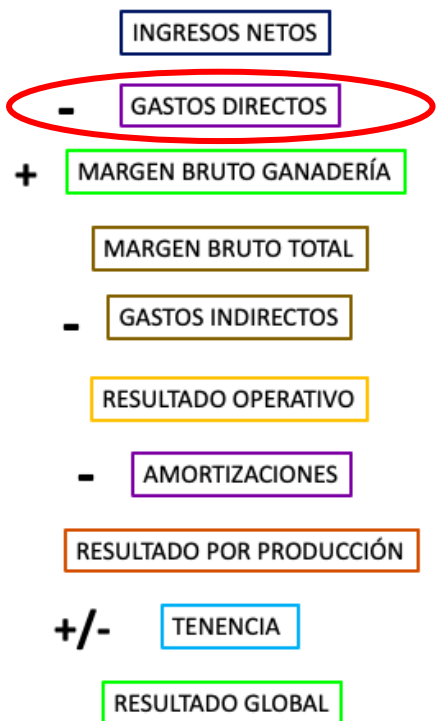 INGRESOS NETOS
- GASTOS DIRECTOS
+ MARGEN BRUTO GANADERÍA
MARGEN BRUTO TOTAL
- GASTOS INDIRECTOS
RESULTADO OPERATIVO
- AMORTIZACIONES
RESULTADO POR PRODUCCIÓN
+/- TENENCIA
RESULTADO GLOBAL